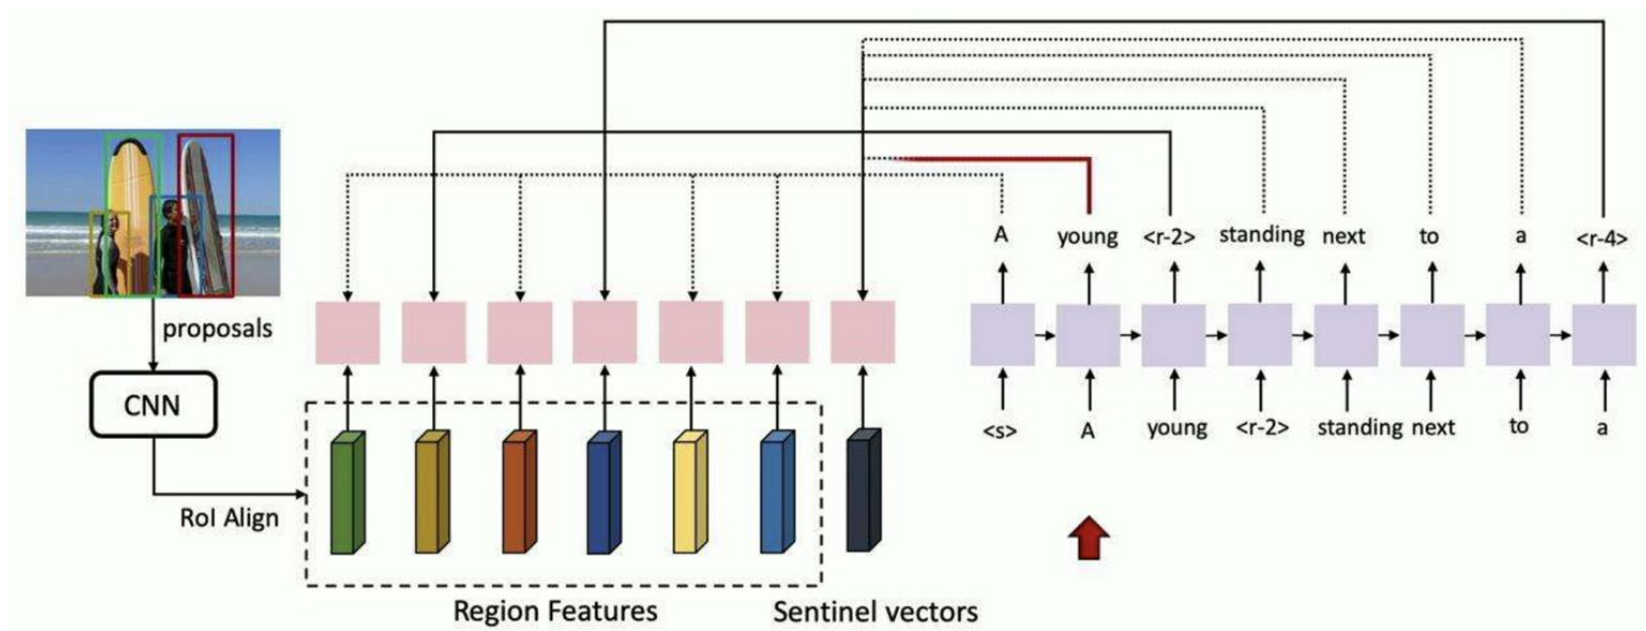 A young <r-2> standing next to a <r-4>
proposals
CNN
<s> A young <r-2> standing next to a
RoI Align
Region Features
Sentinel vectors